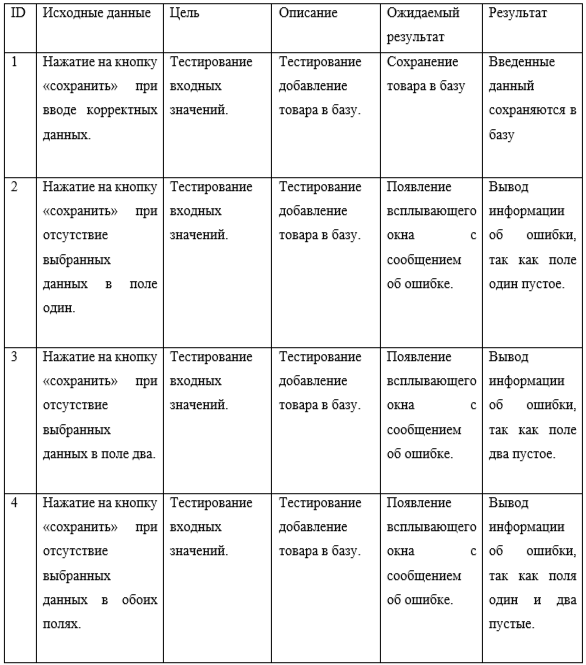 ID Исходные данные Цель Описание Ожидаемый результат Результат
1 Нажатие на кнопку «сохранить» при вводе корректных данных. Тестирование входных значений. Тестирование добавление товара в базу. Сохранение товара в базу Введенные данный сохраняются в базу
2 Нажатие на кнопку «сохранить» при отсутствие выбранных данных в поле один. Тестирование входных значений. Тестирование добавление товара в базу. Появление всплывающего окна с сообщением об ошибке. Вывод информации об ошибки, так как поле один пустое.
3 Нажатие на кнопку «сохранить» при отсутствие выбранных данных в поле два. Тестирование входных значений. Тестирование добавление товара в базу. Появление всплывающего окна с сообщением об ошибке. Вывод информации об ошибки, так как поле два пустое.
4 Нажатие на кнопку «сохранить» при отсутствие выбранных данных в обоих полях. Тестирование входных значений. Тестирование добавление товара в базу. Появление всплывающего окна с сообщением об ошибке. Вывод информации об ошибки, так как поля один и два пустые.